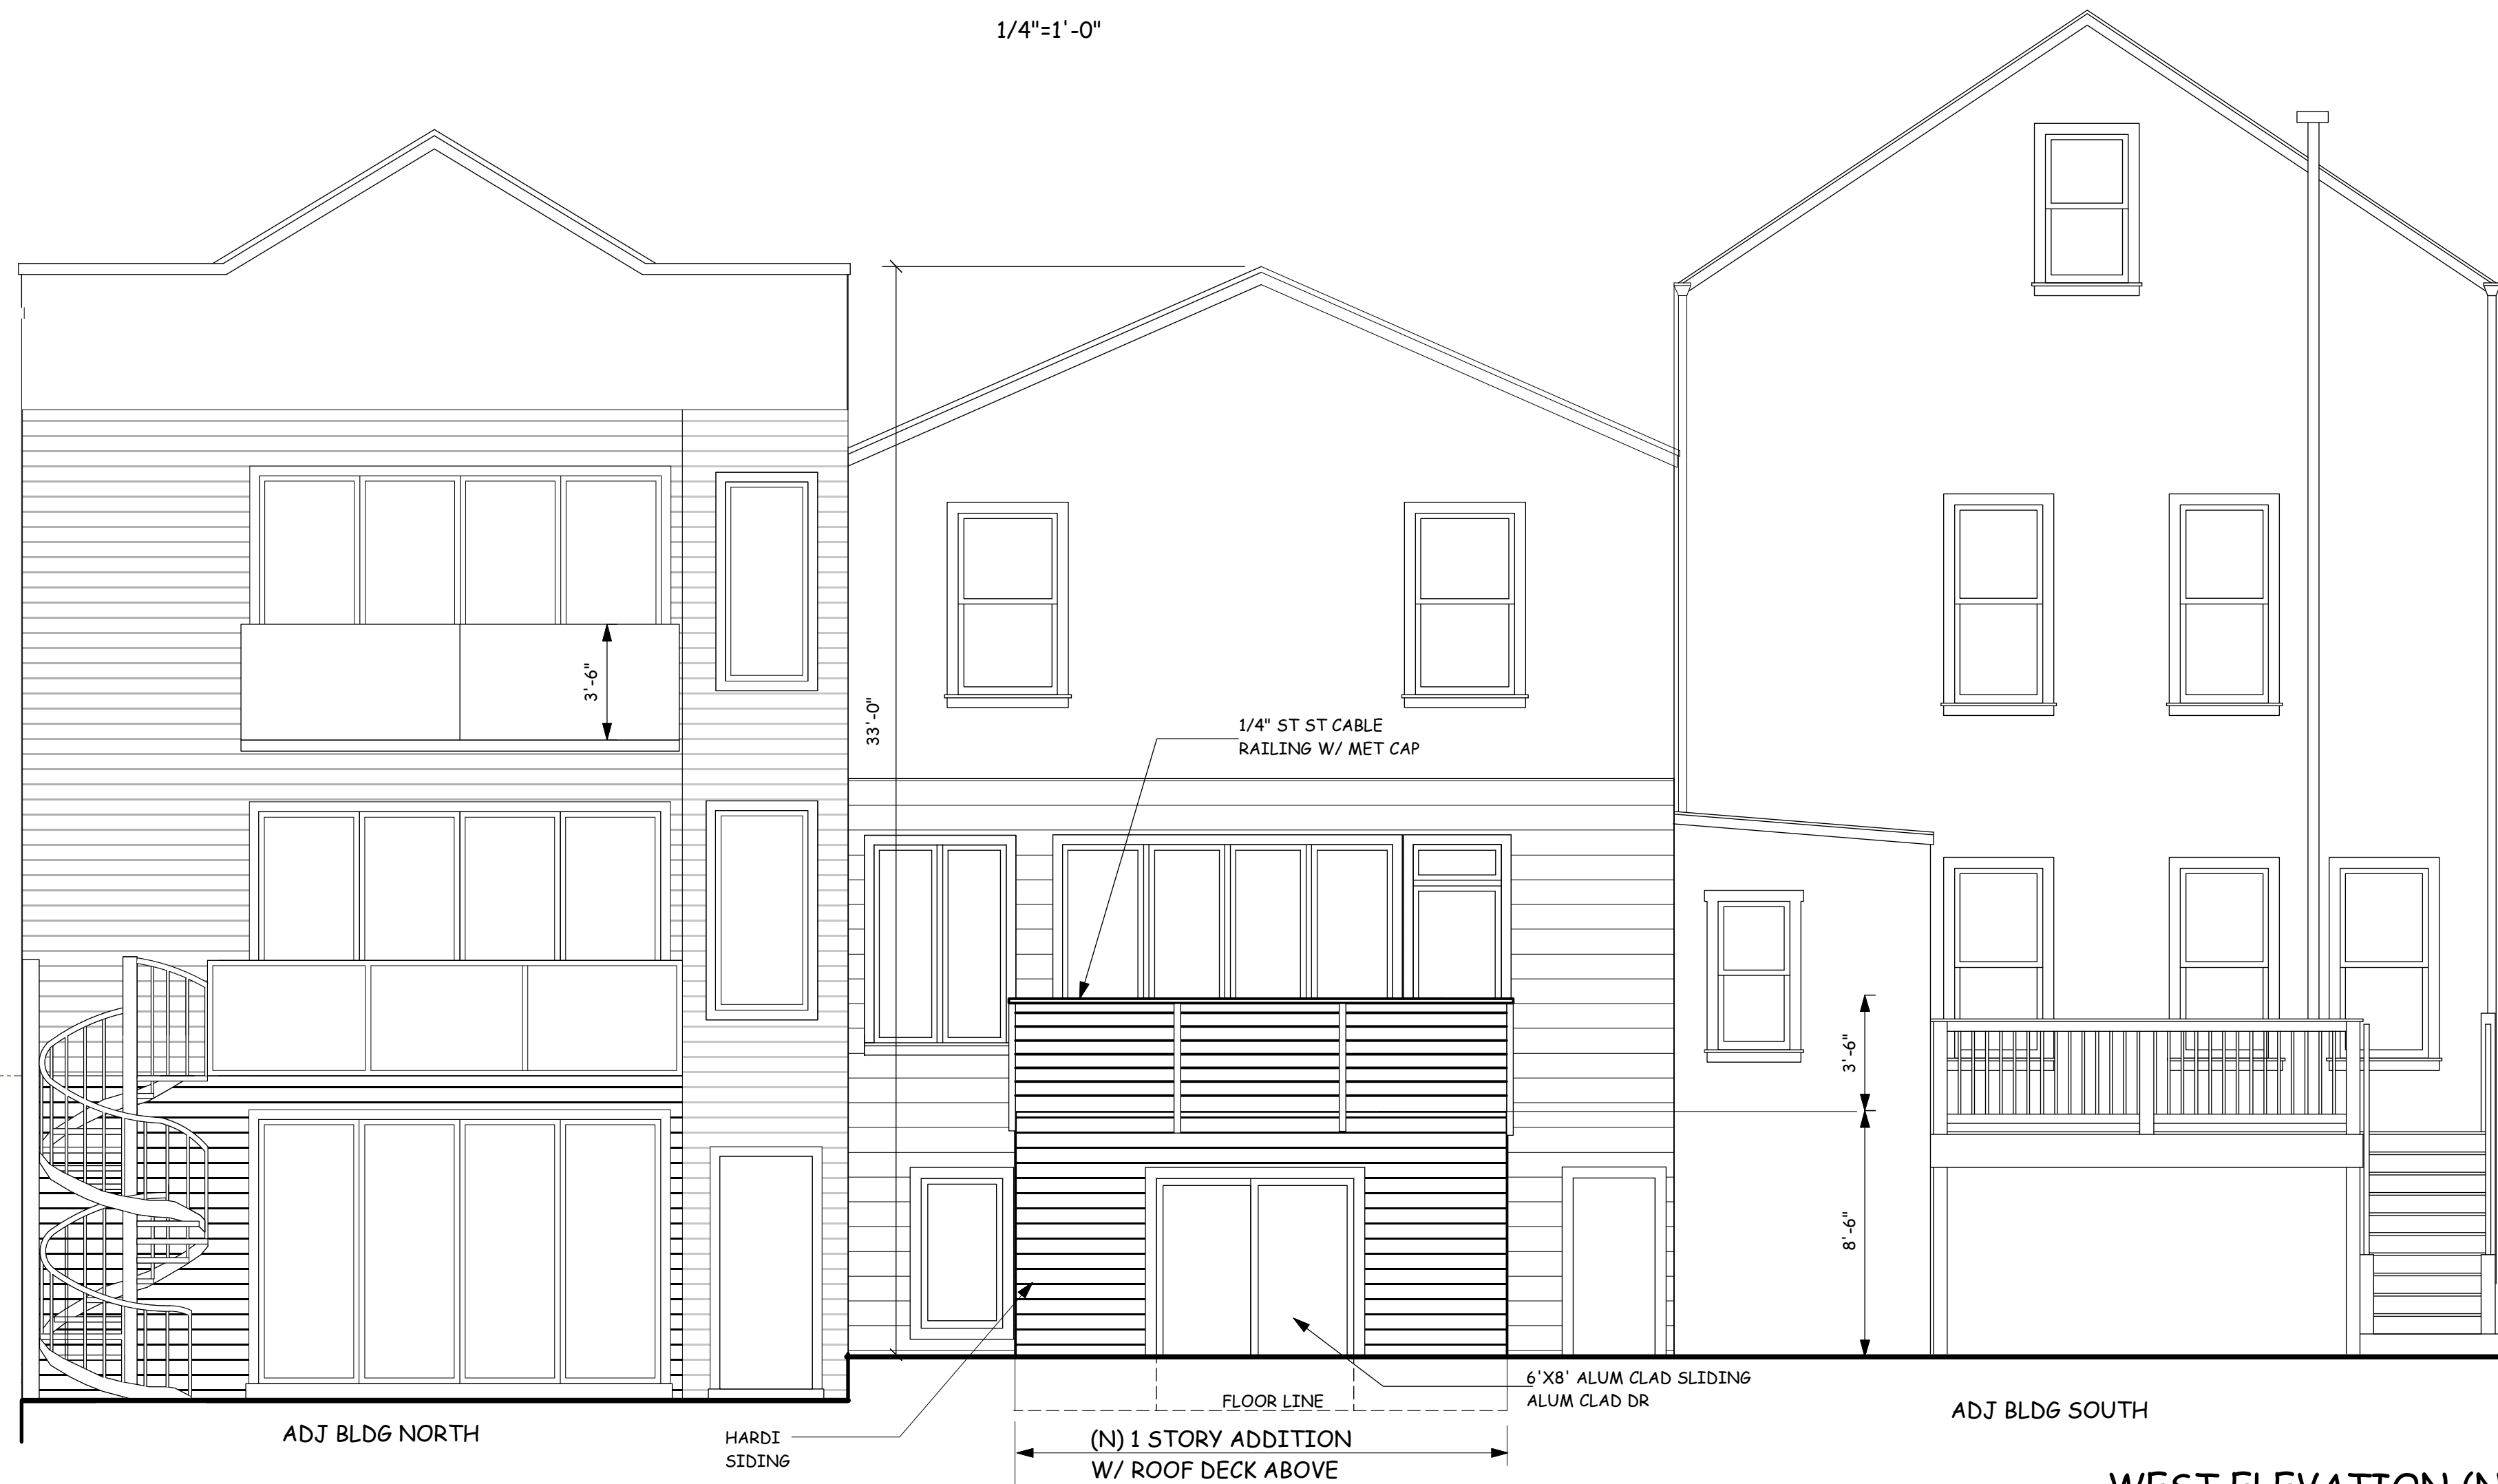 1/4"=1'-0"
3'-6"
33'-0"
1/4" ST ST CABLE
RAILING W/ MET CAP
3'-6"
8'-6"
6'X8' ALUM CLAD SLIDING
ALUM CLAD DR
FLOOR LINE
ADJ BLDG NORTH
HARDI
SIDING
(N) 1 STORY ADDITION
W/ ROOF DECK ABOVE
ADJ BLDG SOUTH
WEST ELEVATION (N